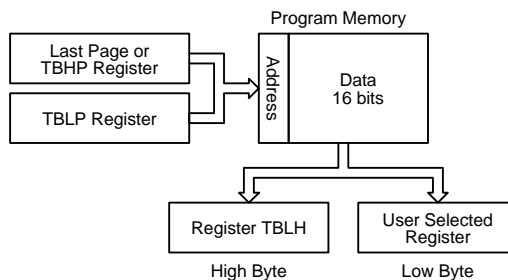 Program Memory
Last Page or
TBHP Register
TBLP Register
Address
Data
16 bits
Register TBLH
User Selected
Register
High Byte
Low Byte